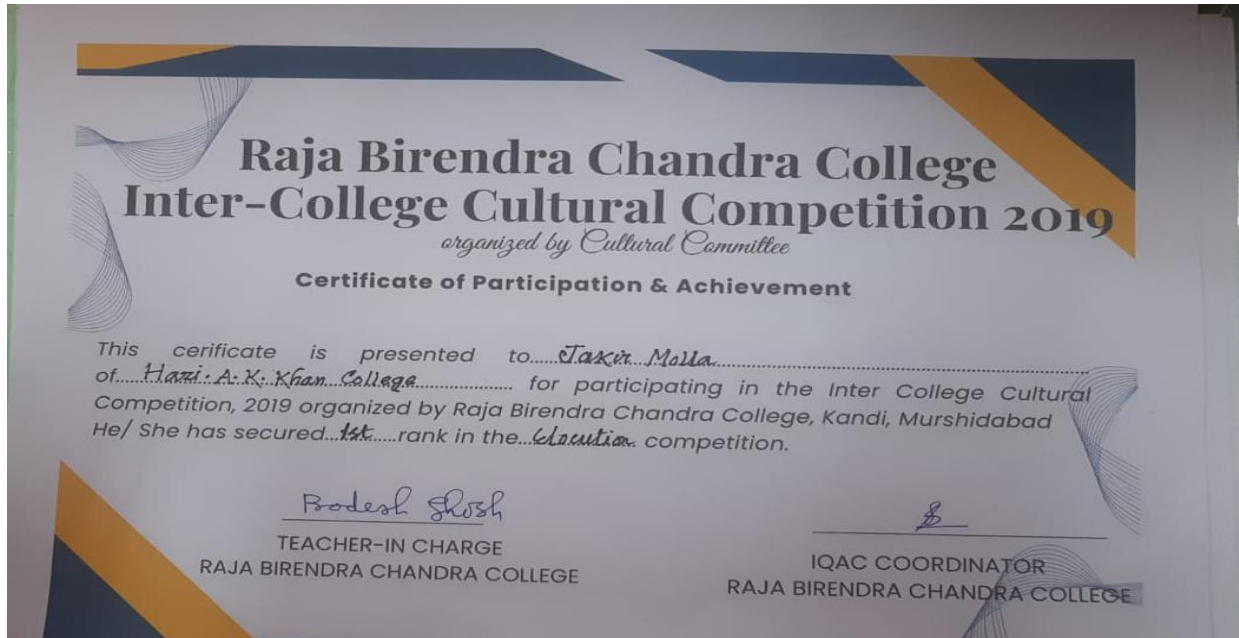 Raja Birendra Chandra College
Inter-College Cultural Competition 2019
organized by Cultural Committee
Certificate of Participation & Achievement
This cerificate is presented to.....Jakir Molla..........
of.....Hazi. A. K. Khan College.......... for participating in the Inter College Cultural
Competition, 2019 organized by Raja Birendra Chandra College, Kandi, Murshidabad
He/ She has secured...1st.....rank in the...Elocution. competition.
Bodesh Ghosh
TEACHER-IN CHARGE
RAJA BIRENDRA CHANDRA COLLEGE
IQAC COORDINATOR
RAJA BIRENDRA CHANDRA COLLEGE